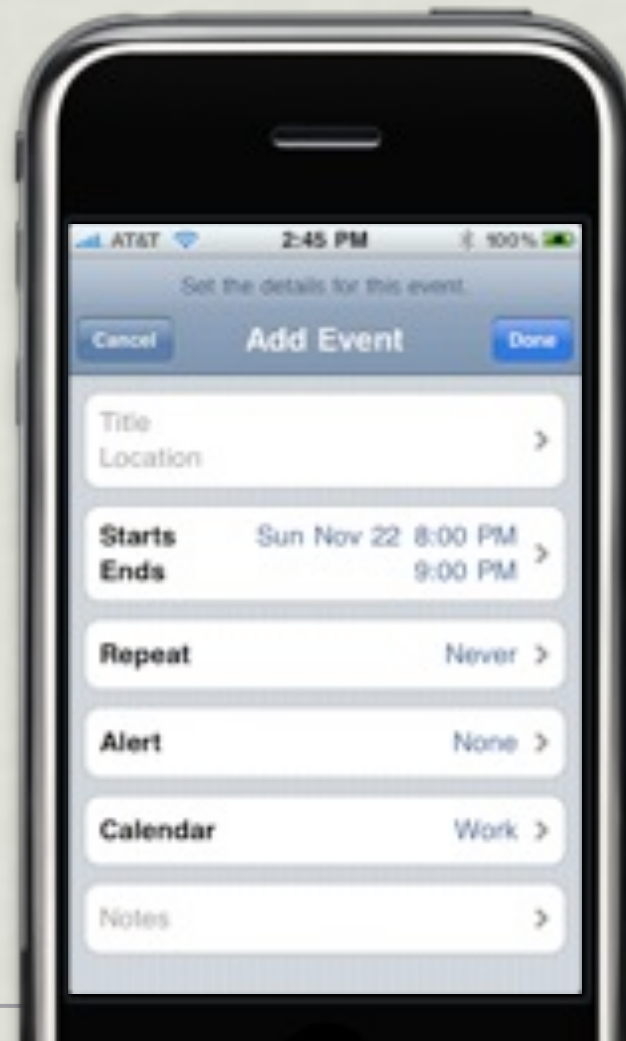 AT&T 2:45 PM 100%
Set the details for this event.
Cancel Add Event Done
Title
Location
Starts Sun Nov 22 8:00 PM
Ends 9:00 PM
Repeat Never
Alert None
Calendar Work
Notes